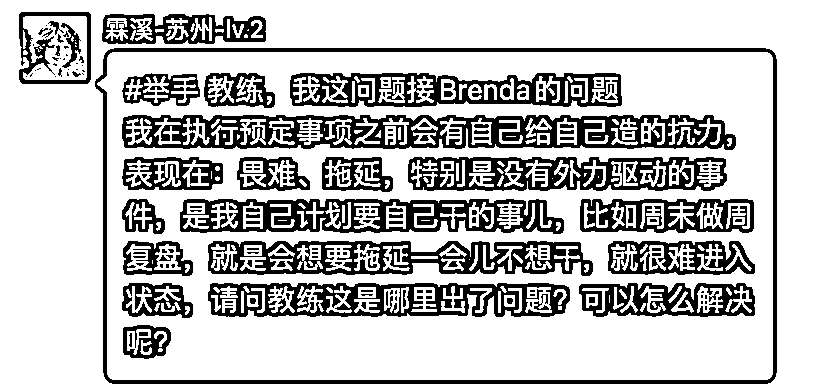 霖溪-苏州-lv.2
#举手 教练，我这问题接Brenda的问题
我在执行预定事项之前会有自己给自己造的抗力，
表现在：畏难、拖延，特别是没有外力驱动的事
件，是我自己计划要自己干的事儿，比如周末做周
复盘，就是会想要拖延一会儿不想干，就很难进入
状态，请问教练这是哪里出了问题？可以怎么解决
呢？